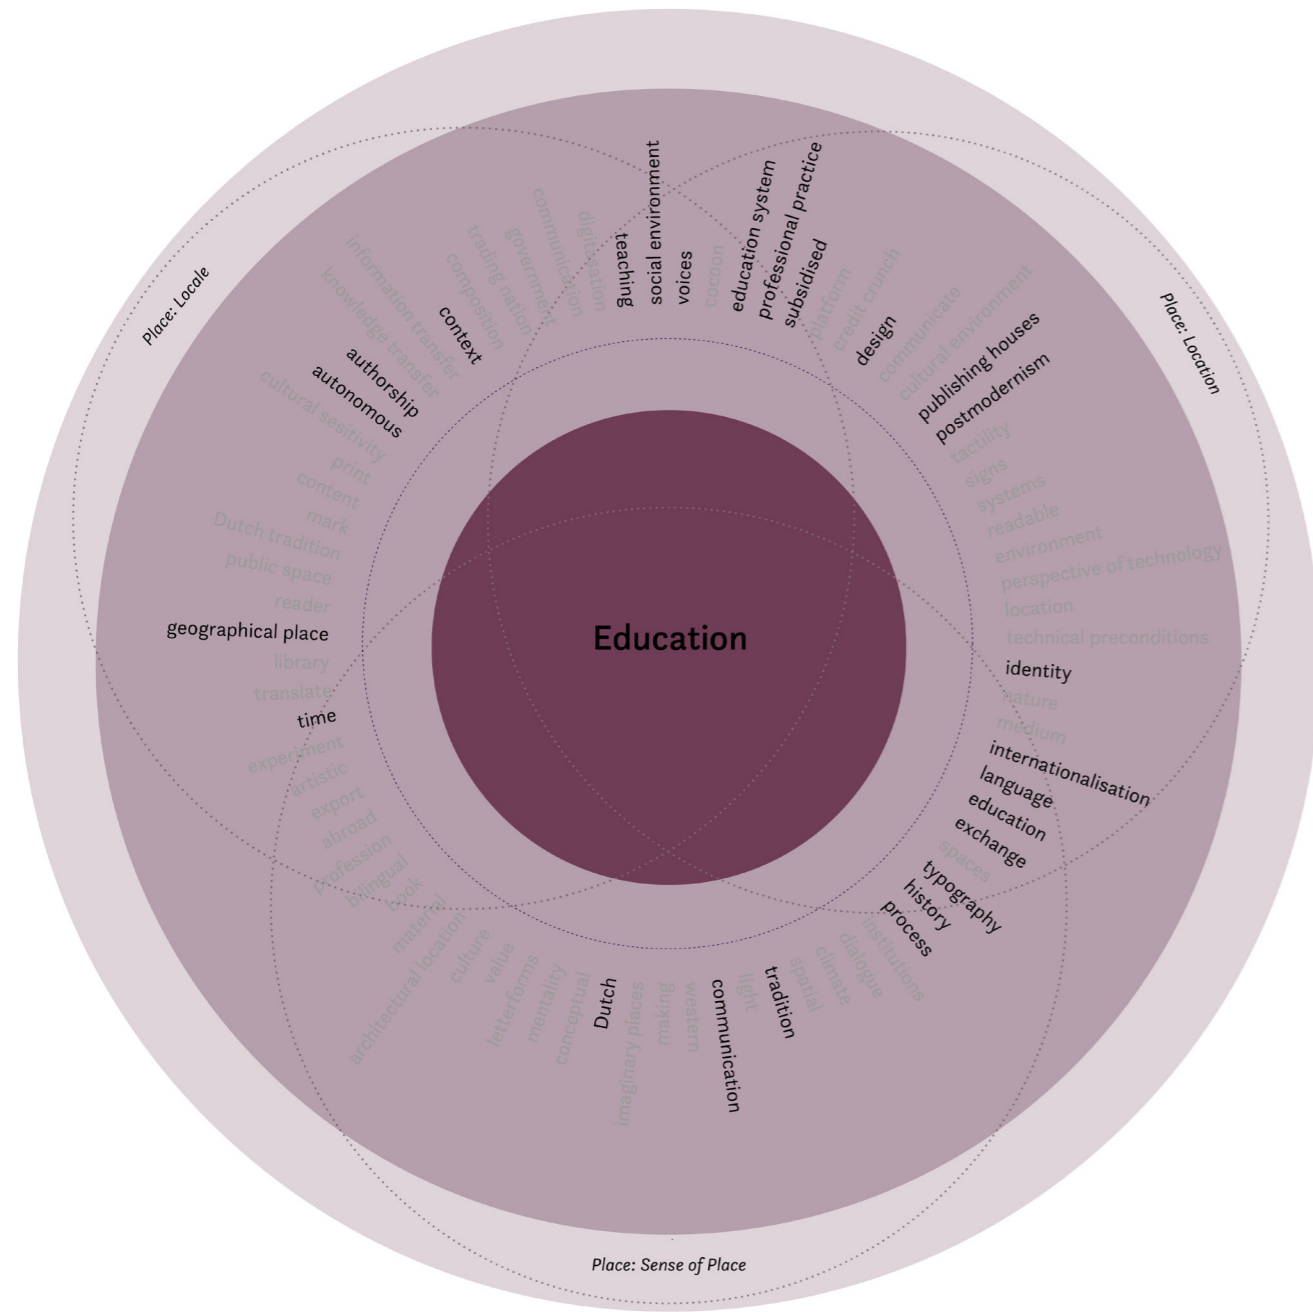 Place: Locale
Place: Location
Place: Sense of Place
Education
teaching
social environment
voices
cocoon
education system
professional practice
subsidised
platform
credit crunch
design
communicate
cultural environment
publishing houses
postmodernism
tactility
signs
systems
readable
environment
perspective of technology
location
technical preconditions
identity
nature
medium
internationalisation
language
education
exchange
spaces
typography
history
process
institutions
dialogue
climate
spatial
tradition
light
communication
western
making
imaginary places
Dutch
conceptual
mentality
letterforms
value
culture
architectural location
material
book
bilingual
profession
abroad
export
artistic
experiment
time
translate
library
geographical place
reader
public space
Dutch tradition
mark
content
print
cultural sesitivity
autonomous
authorship
knowledge transfer
information transfer
context
composition
trading nation
government
communication
digitisation